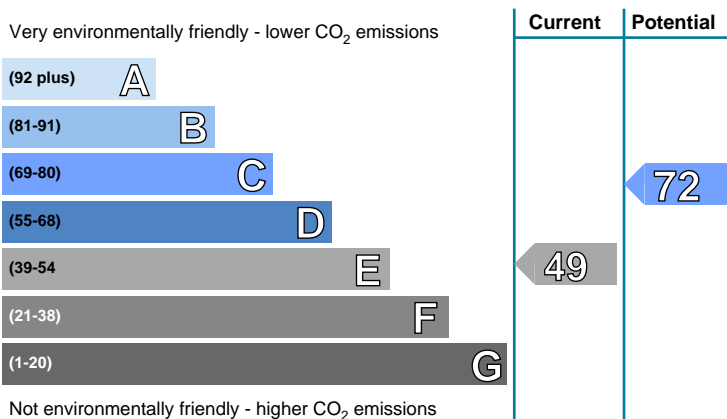 Current Potential
Very environmentally friendly - lower CO2 emissions
(92 plus) A
(81-91) B
(69-80) C
72
(55-68) D
(39-54 E
49
(21-38) F
(1-20) G
Not environmentally friendly - higher CO2 emissions